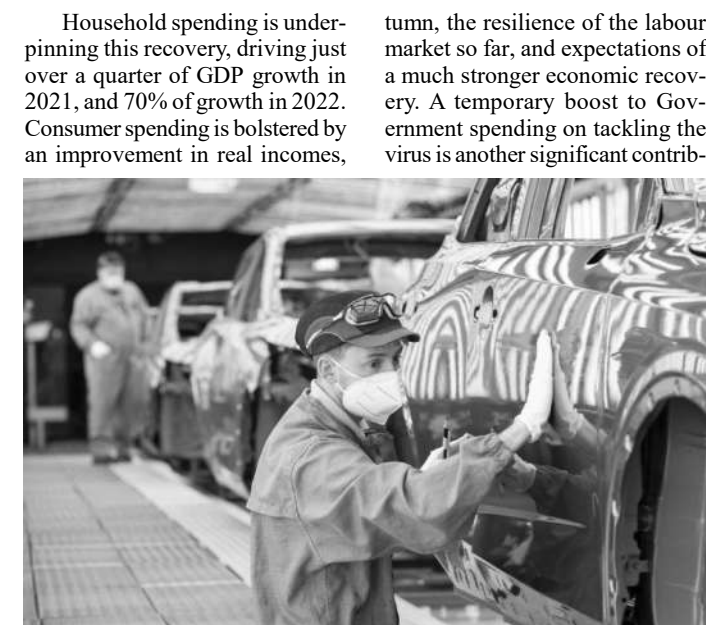 Household spending is under-
pinning this recovery, driving just
over a quarter of GDP growth in
2021, and 70% of growth in 2022.
Consumer spending is bolstered by
an improvement in real incomes,
tumn, the resilience of the labour
market so far, and expectations of
a much stronger economic recov-
ery. A temporary boost to Gov-
ernment spending on tackling the
virus is another significant contrib-